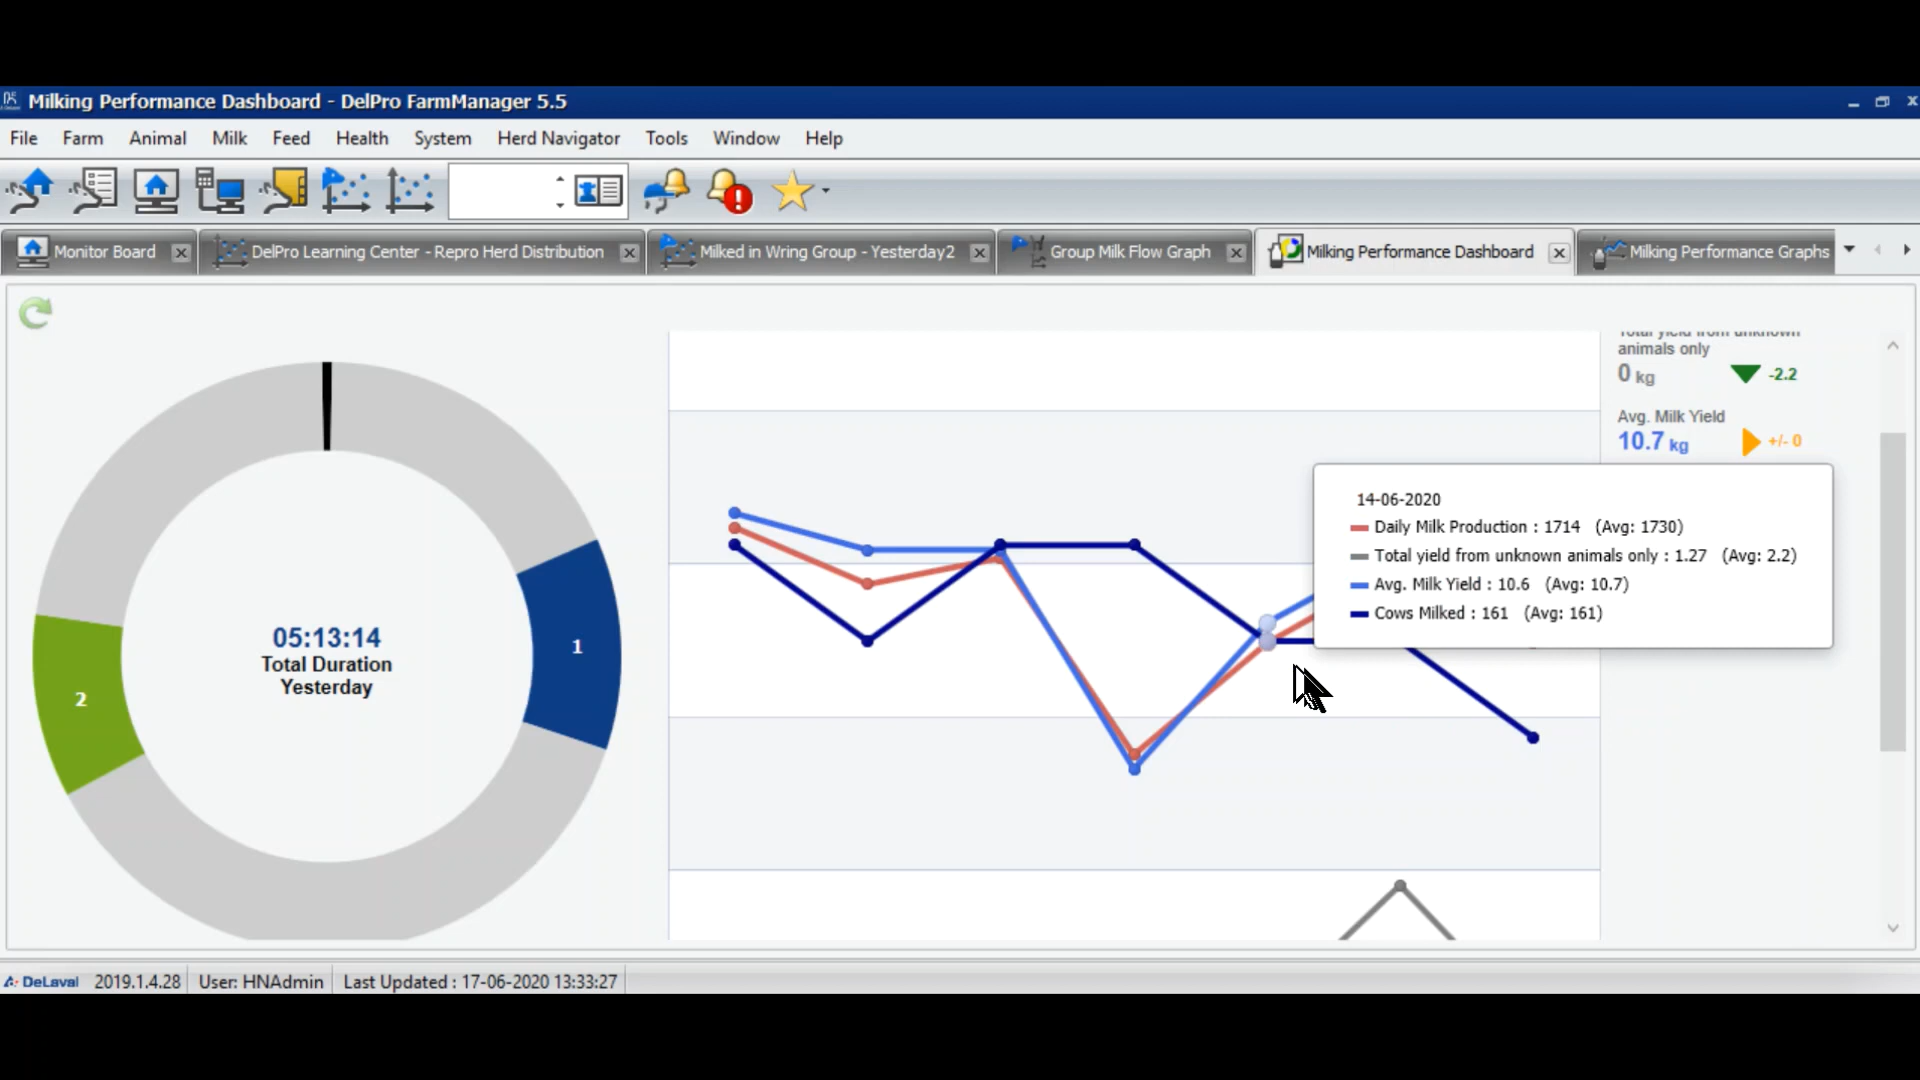 Milking Performance Dashboard - DelPro FarmManager 5.5
File Farm Animal Milk Feed Health System Herd Navigator Tools Window Help
Monitor Board DelPro Learning Center - Repro Herd Distribution Milked in Wring Group - Yesterday2 Group Milk Flow Graph Milking Performance Dashboard Milking Performance Graphs
Total yield from unknown
animals only
0 kg -2.2
Avg. Milk Yield
10.7 kg +/- 0
14-06-2020
Daily Milk Production : 1714 (Avg: 1730)
Total yield from unknown animals only : 1.27 (Avg: 2.2)
Avg. Milk Yield : 10.6 (Avg: 10.7)
Cows Milked : 161 (Avg: 161)
1
2
05:13:14
Total Duration
Yesterday
DeLaval 2019.1.4.28 User: HNAdmin Last Updated : 17-06-2020 13:33:27